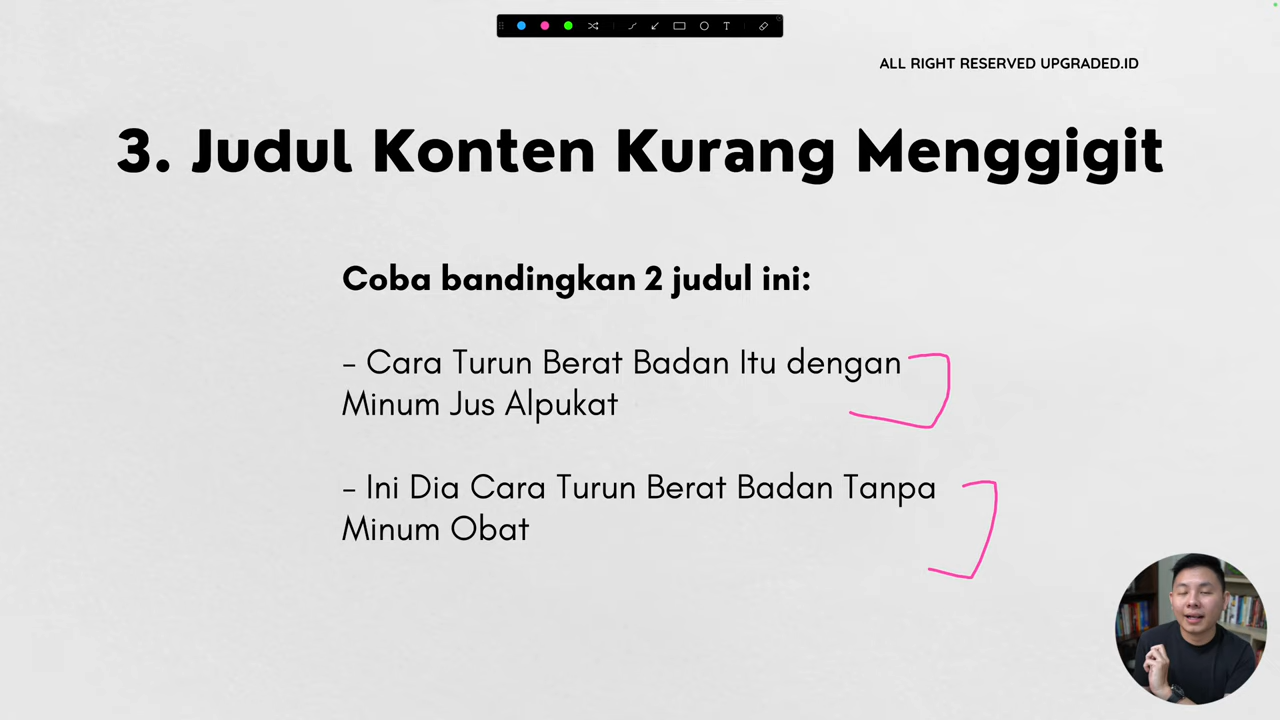 ALL RIGHT RESERVED UPGRADED.ID
3. Judul Konten Kurang Menggigit
Coba bandingkan 2 judul ini:
- Cara Turun Berat Badan Itu dengan
Minum Jus Alpukat
- Ini Dia Cara Turun Berat Badan Tanpa
Minum Obat